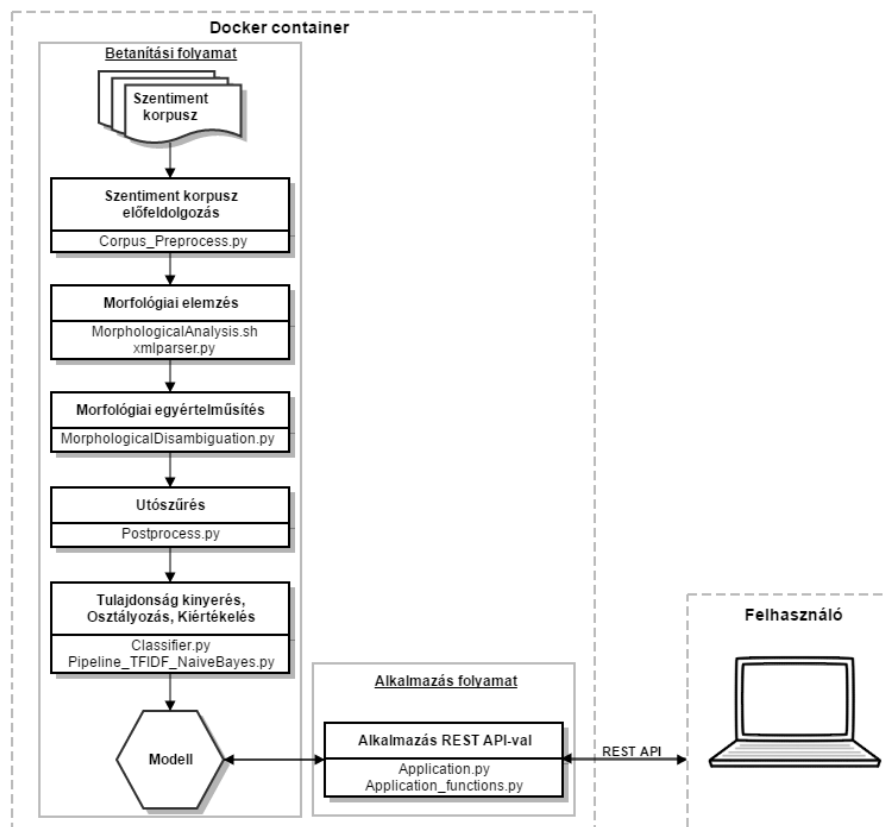 Docker container
Betanítási folyamat
Szentiment
korpusz
Szentiment korpusz
előfeldolgozás
Corpus_Preprocess.py
Morfológiai elemzés
MorphologicalAnalysis.sh
xmlparser.py
Morfológiai egyértelműsítés
MorphologicalDisambiguation.py
Utószűrés
Postprocess.py
Tulajdonság kinyerés,
Osztályozás, Kiértékelés
Classifier.py
Pipeline_TFIDF_NaiveBayes.py
Modell
Alkalmazás folyamat
Alkalmazás REST API-val
Application.py
Application_functions.py
REST API
Felhasználó